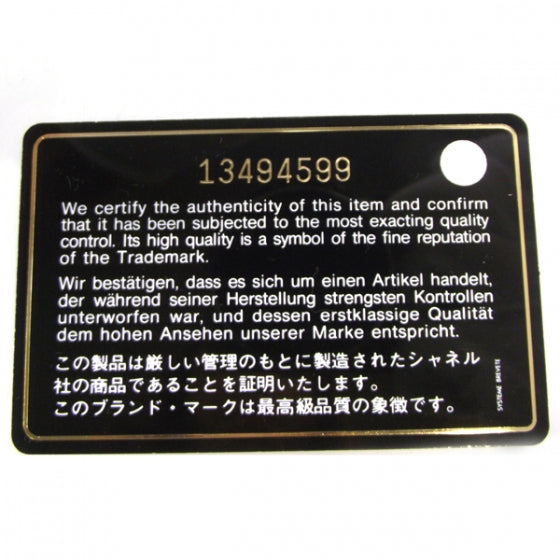 13494599
We certify the authenticity of this item and confirm
that it has been subjected to the most exacting quality
control. Its high quality is a symbol of the fine reputation
of the Trademark.
Wir bestätigen, dass es sich um einen Artikel handelt,
der während seiner Herstellung strengsten Kontrollen
unterworfen war, und dessen erstklassige Qualität
dem hohen Ansehen unserer Marke entspricht.
この製品は厳しい管理のもとに製造されたシャネル
社の商品であることを証明いたします。
このブランド・マークは最高級品質の象徴です。
SYSTEME BREVETE